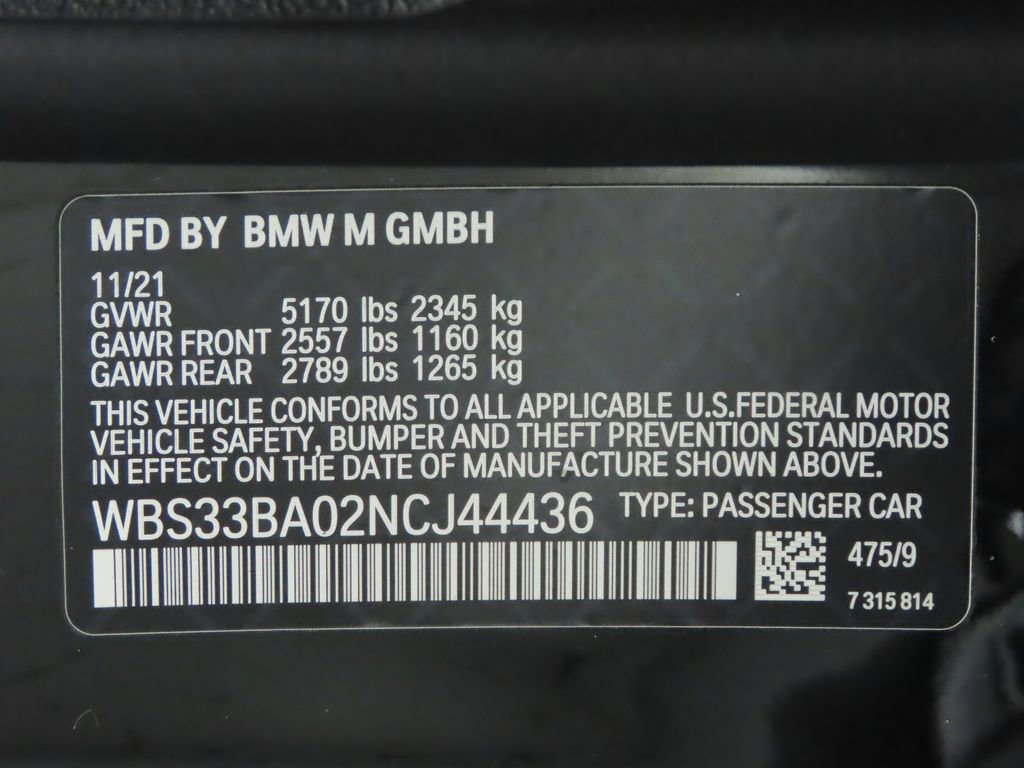 MFD BY BMW M GMBH
11/21
GVWR 5170 lbs 2345 kg
GAWR FRONT 2557 lbs 1160 kg
GAWR REAR 2789 lbs 1265 kg
THIS VEHICLE CONFORMS TO ALL APPLICABLE U.S.FEDERAL MOTOR
VEHICLE SAFETY, BUMPER AND THEFT PREVENTION STANDARDS
IN EFFECT ON THE DATE OF MANUFACTURE SHOWN ABOVE.
WBS33BA02NCJ44436 TYPE: PASSENGER CAR
475/9
7 315 814